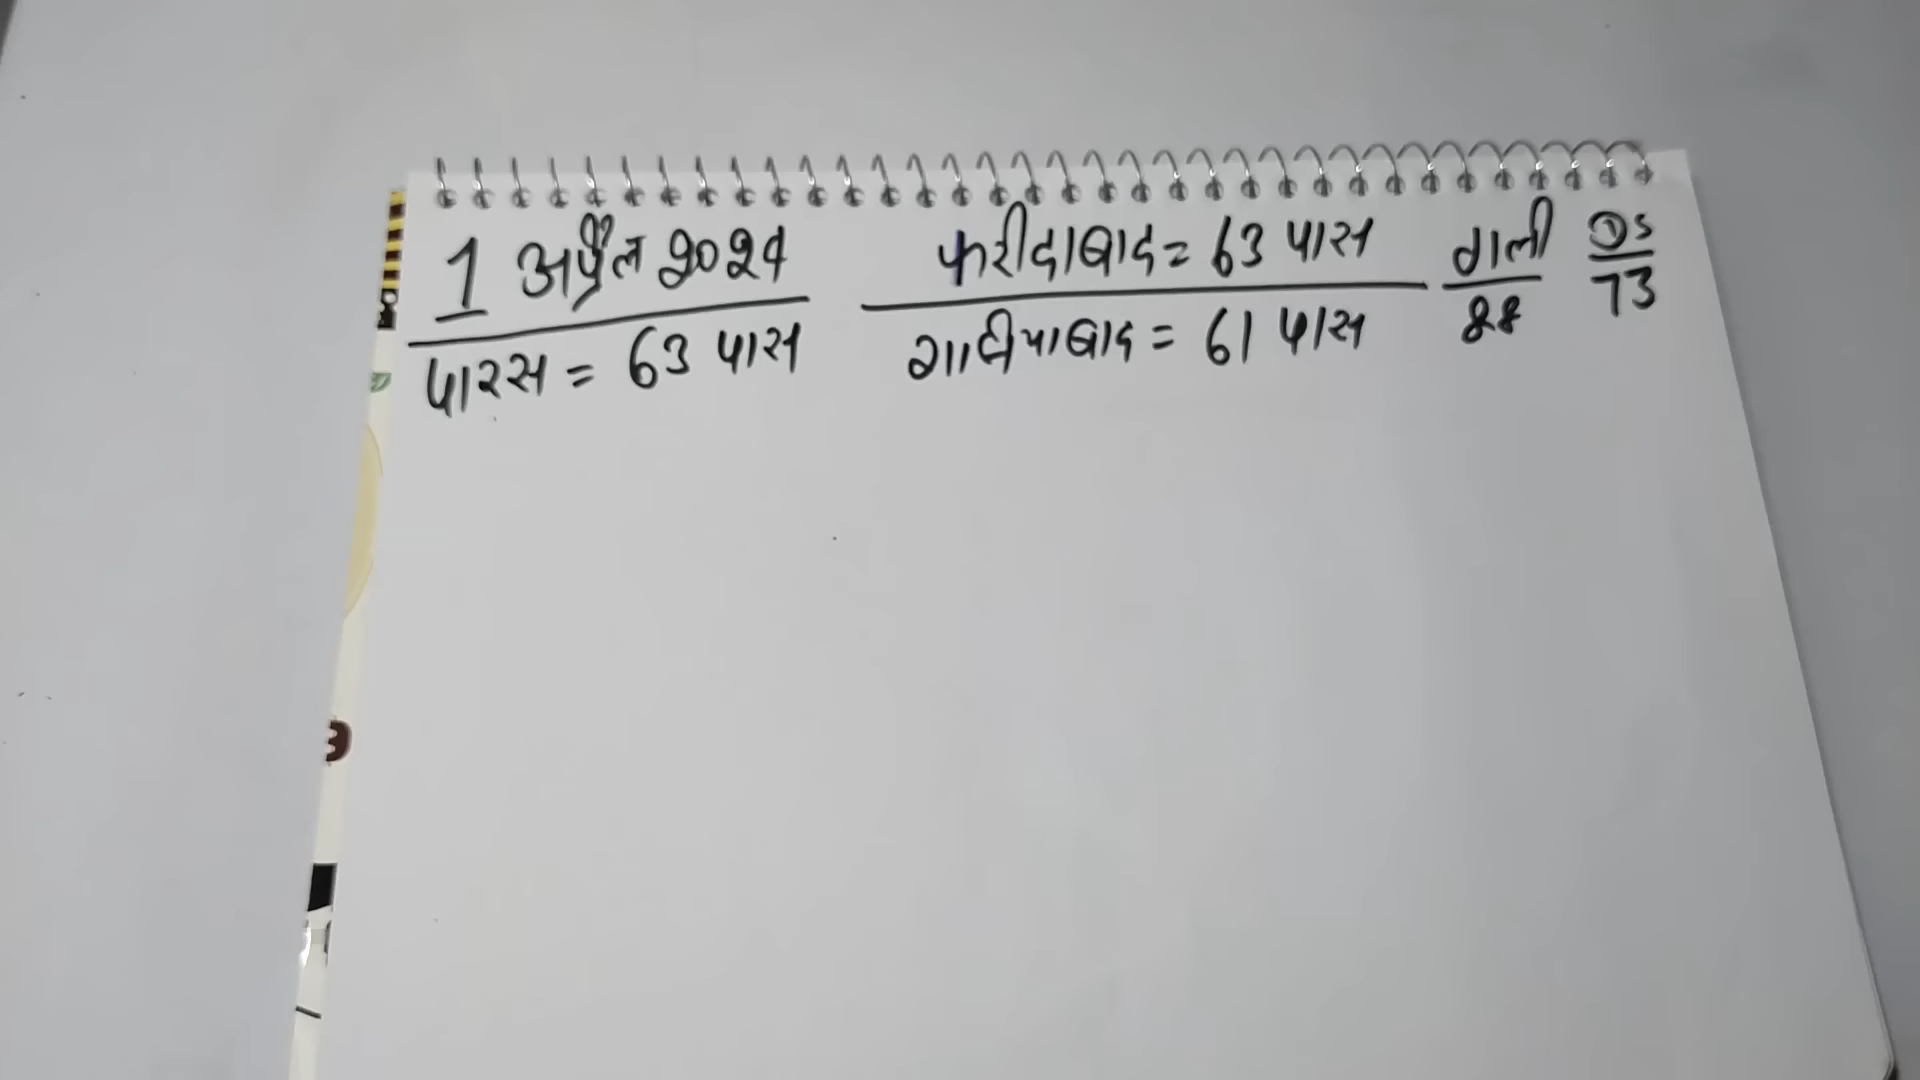 1 अप्रैल 2024
पारस = 63 पास
फरीदाबाद = 63 पास
गाजीयाबाद = 61 पास
गली
88
DS
73